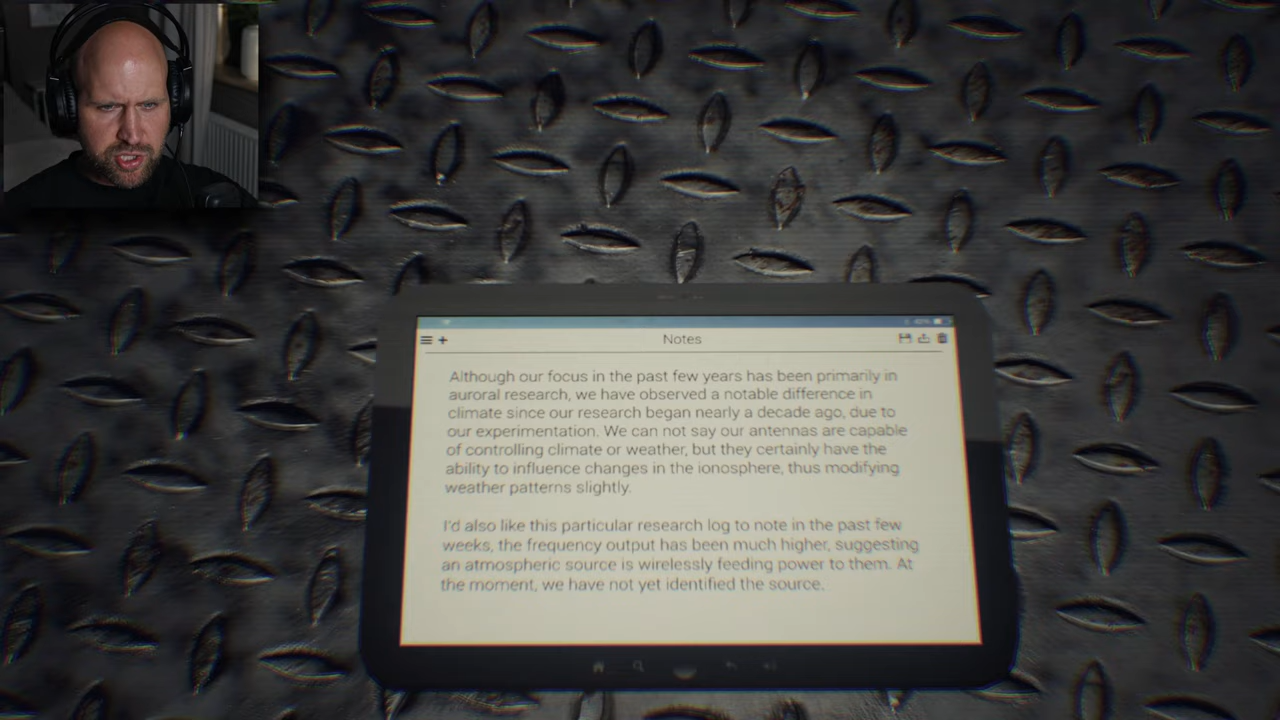 Notes
Although our focus in the past few years has been primarily in
auroral research, we have observed a notable difference in
climate since our research began nearly a decade ago, due to
our experimentation. We can not say our antennas are capable
of controlling climate or weather, but they certainly have the
ability to influence changes in the ionosphere, thus modifying
weather patterns slightly.
I'd also like this particular research log to note in the past few
weeks, the frequency output has been much higher, suggesting
an atmospheric source is wirelessly feeding power to them. At
the moment, we have not yet identified the source.